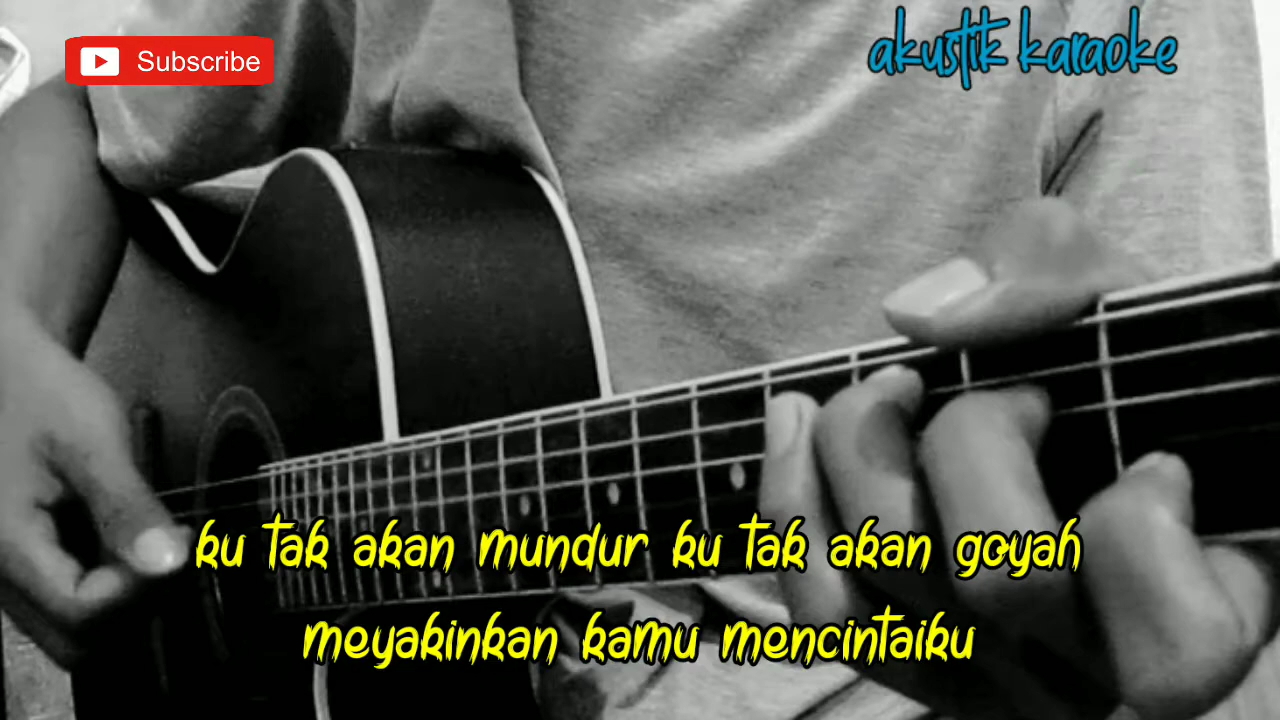 Subscribe
akustik karaoke
ku tak akan mundur ku tak akan goyah
meyakinkan kamu mencintaiku